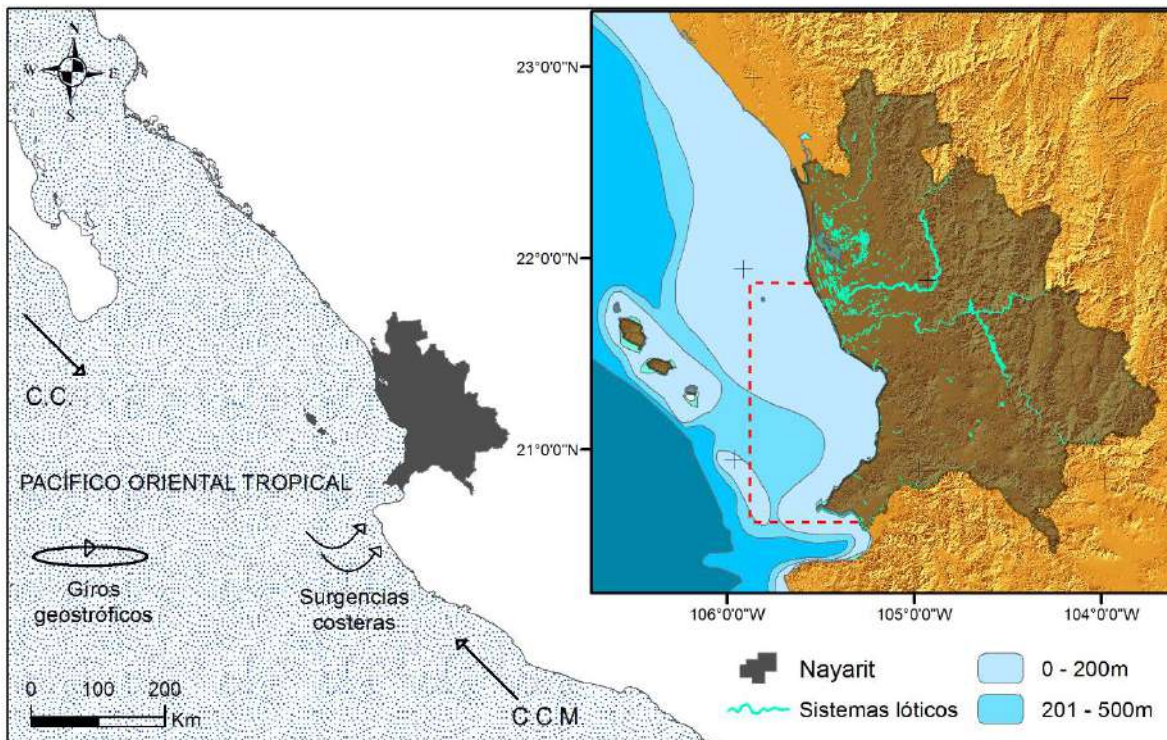 N
W
E
S
C.C.
PACÍFICO ORIENTAL TROPICAL
Giros
geostróficos
Surgencias
costeras
C.C.M.
0 100 200
Km
23°0'0"N
22°0'0"N
21°0'0"N
106°0'0"W
105°0'0"W
104°0'0"W
Nayarit
Sistemas lóticos
0 - 200m
201 - 500m